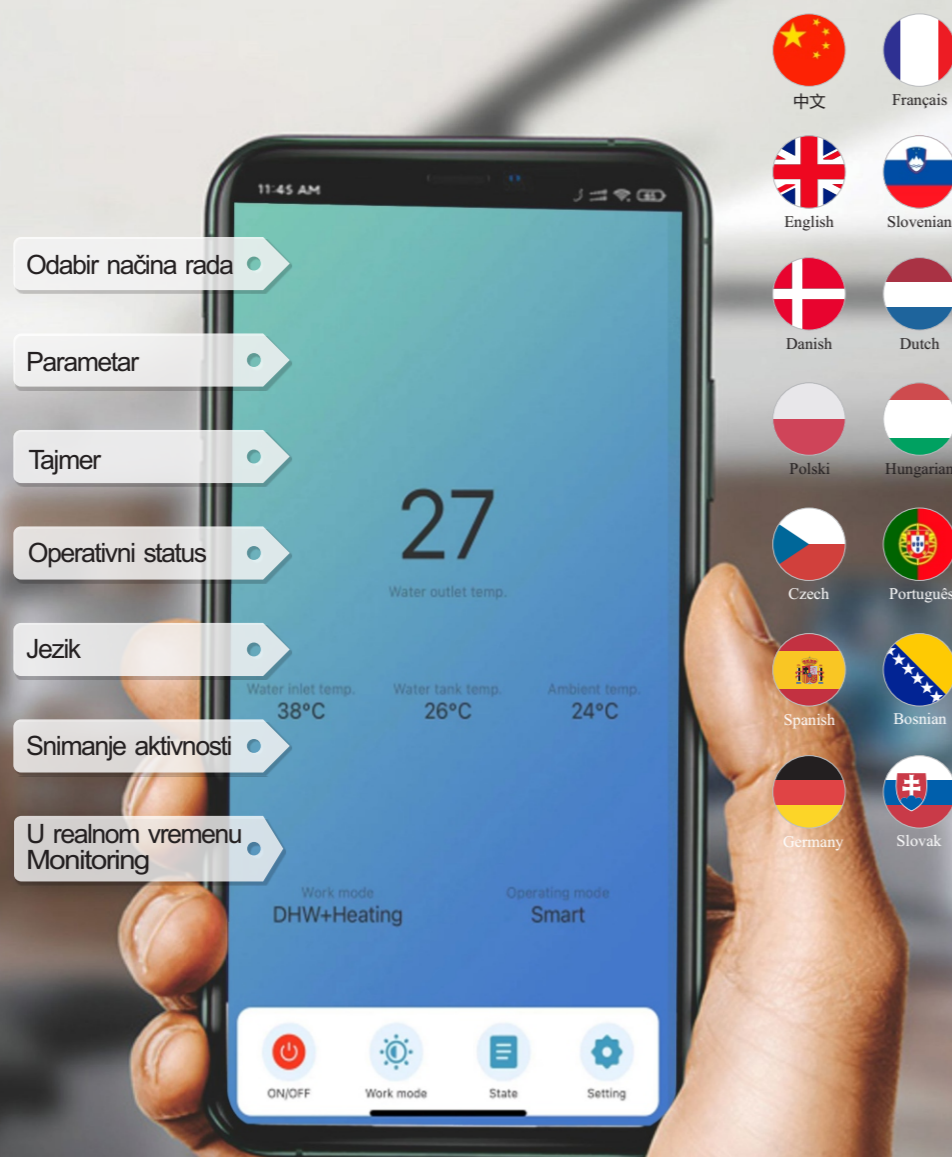 中文
Français
English
Slovenian
Danish
Dutch
Polski
Hungarian
Czech
Português
Spanish
Bosnian
Germany
Slovak
Odabir načina rada
Parametar
Tajmer
Operativni status
Jezik
Snimanje aktivnosti
U realnom vremenu
Monitoring
11:45 AM
27
Water outlet temp.
Water inlet temp.
38°C
Water tank temp.
26°C
Ambient temp.
24°C
Work mode
DHW+Heating
Operating mode
Smart
ON/OFF
Work mode
State
Setting